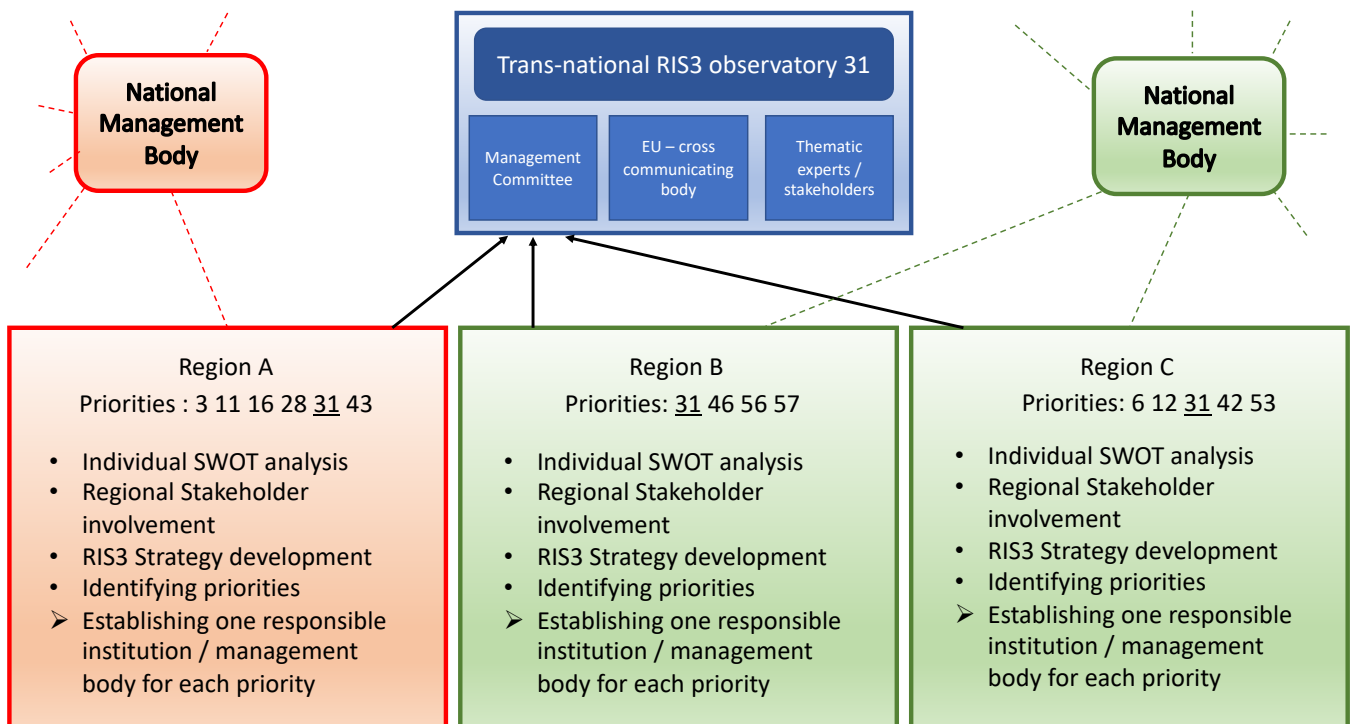 National
Management
Body
Trans-national RIS3 observatory 31
Management
Committee
EU – cross
communicating
body
Thematic
experts /
stakeholders
National
Management
Body
Region A
Priorities : 3 11 16 28 31 43
• Individual SWOT analysis
• Regional Stakeholder
involvement
• RIS3 Strategy development
• Identifying priorities
➢ Establishing one responsible
institution / management
body for each priority
Region B
Priorities: 31 46 56 57
• Individual SWOT analysis
• Regional Stakeholder
involvement
• RIS3 Strategy development
• Identifying priorities
➢ Establishing one responsible
institution / management
body for each priority
Region C
Priorities: 6 12 31 42 53
• Individual SWOT analysis
• Regional Stakeholder
involvement
• RIS3 Strategy development
• Identifying priorities
➢ Establishing one responsible
institution / management
body for each priority